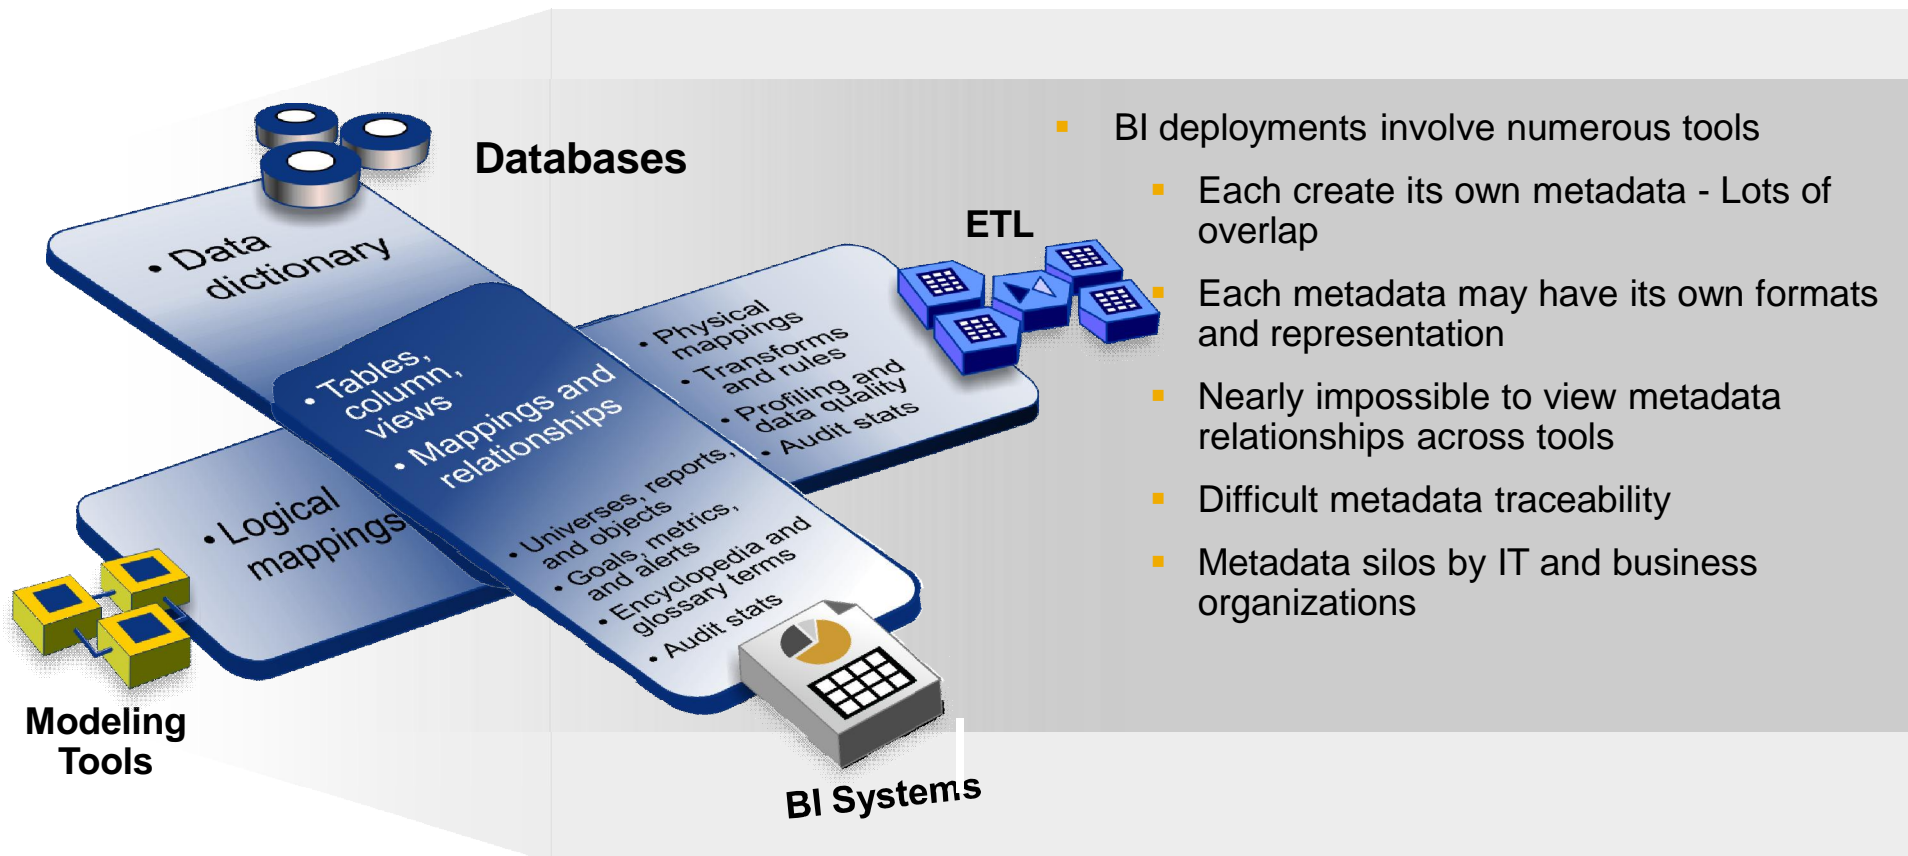 Databases
• Data
dictionary
ETL
• Physical
mappings
• Transforms
and rules
• Profiling and
data quality
• Audit stats
• Tables,
column,
views
• Mappings and
relationships
• Logical
mappings
• Universes, reports,
and objects
• Goals, metrics,
and alerts
• Encyclopedia and
glossary terms
• Audit stats
Modeling
Tools
BI Systems
BI deployments involve numerous tools
Each create its own metadata - Lots of
overlap
Each metadata may have its own formats
and representation
Nearly impossible to view metadata
relationships across tools
Difficult metadata traceability
Metadata silos by IT and business
organizations